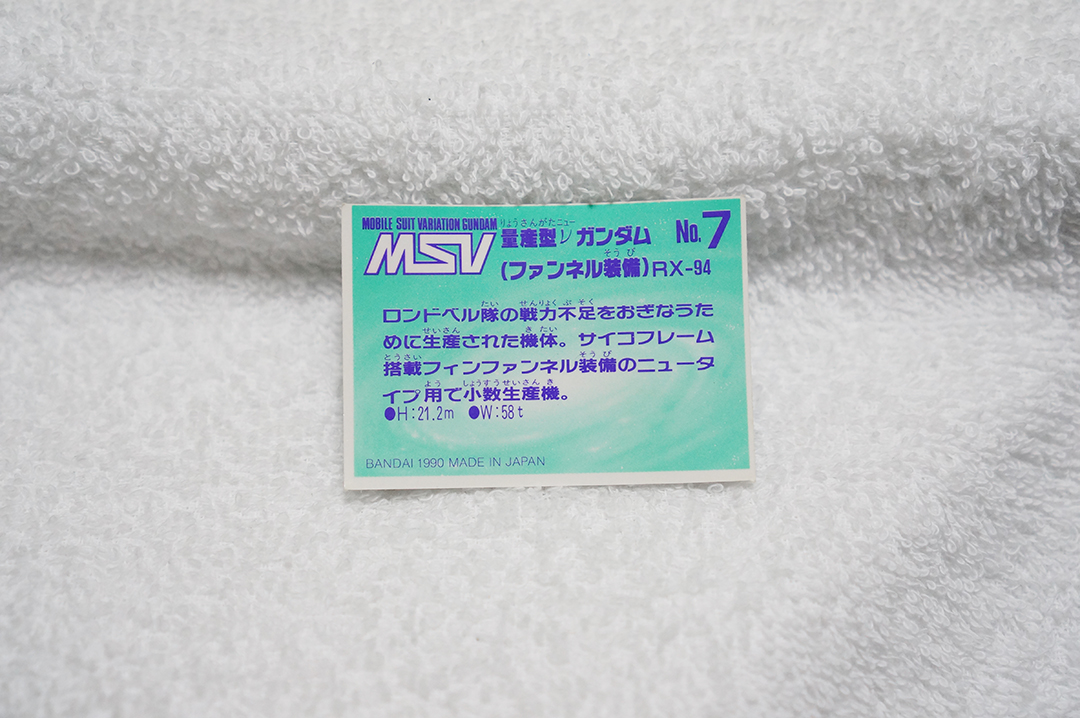 MOBILE SUIT VARIATION GUNDAM
MSV
りょうさんがたニュー
量産型ν ガンダム No.7
そうび
(ファンネル装備)RX-94
たい せんりょく ぶ そく
ロンドベル隊の戦力不足をおぎなうた
せいさん き たい
めに生産された機体。サイコフレーム
とうさい そうび
搭載フィンファンネル装備のニュータ
よう しょうすうせいさん き
イプ用で小数生産機。
●H:21.2m ●W:58t
BANDAI 1990 MADE IN JAPAN